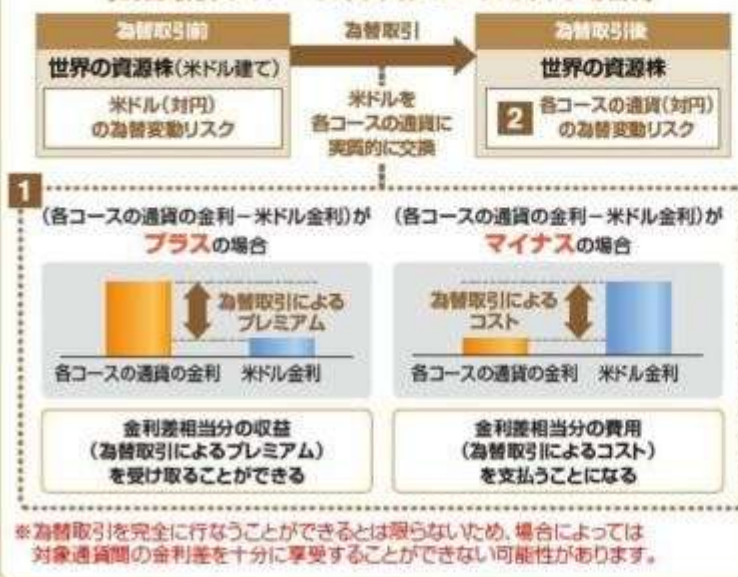 為替取引前
為替取引
為替取引後
世界の資源株(米ドル建て)
世界の資源株
米ドル(対円)
の為替変動リスク
米ドルを
各コースの通貨に
実質的に交換
2 各コースの通貨(対円)
の為替変動リスク
1
(各コースの通貨の金利−米ドル金利)が
プラスの場合
(各コースの通貨の金利−米ドル金利)が
マイナスの場合
為替取引による
プレミアム
為替取引による
コスト
各コースの通貨の金利 米ドル金利
各コースの通貨の金利 米ドル金利
金利差相当分の収益
(為替取引によるプレミアム)
を受け取ることができる
金利差相当分の費用
(為替取引によるコスト)
を支払うことになる
※為替取引を完全に行なうことができるとは限らないため、場合によっては
対象通貨間の金利差を十分に享受することができない可能性があります。